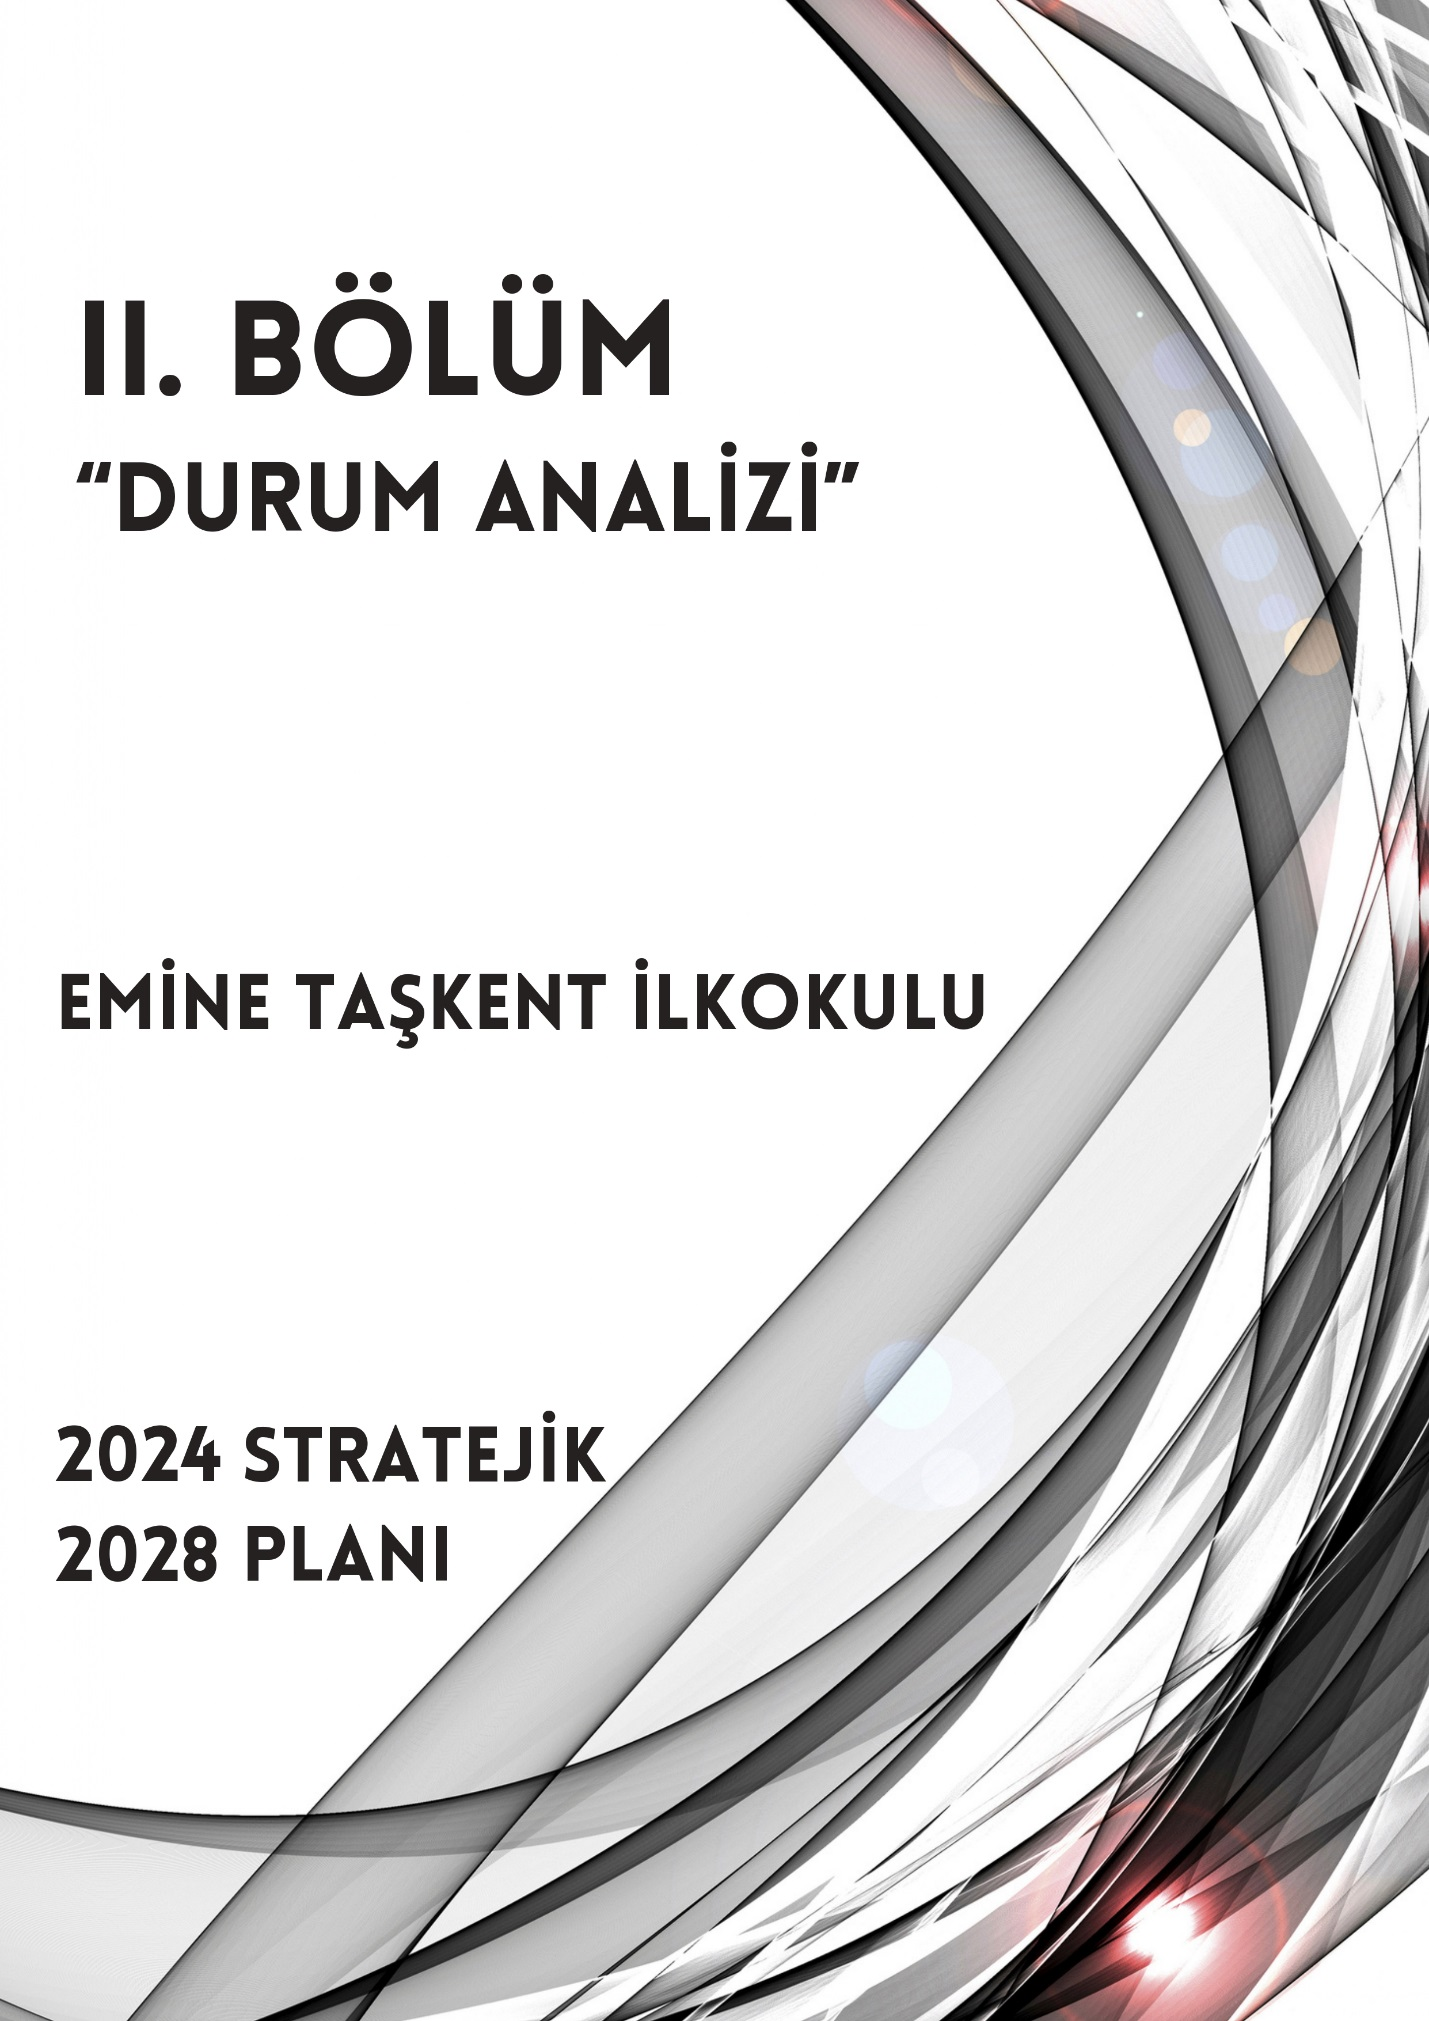 II. BÖLÜM
“DURUM ANALİZİ”
EMİNE TAŞKENT İLKOKULU
2024 STRATEJİK
2028 PLANI